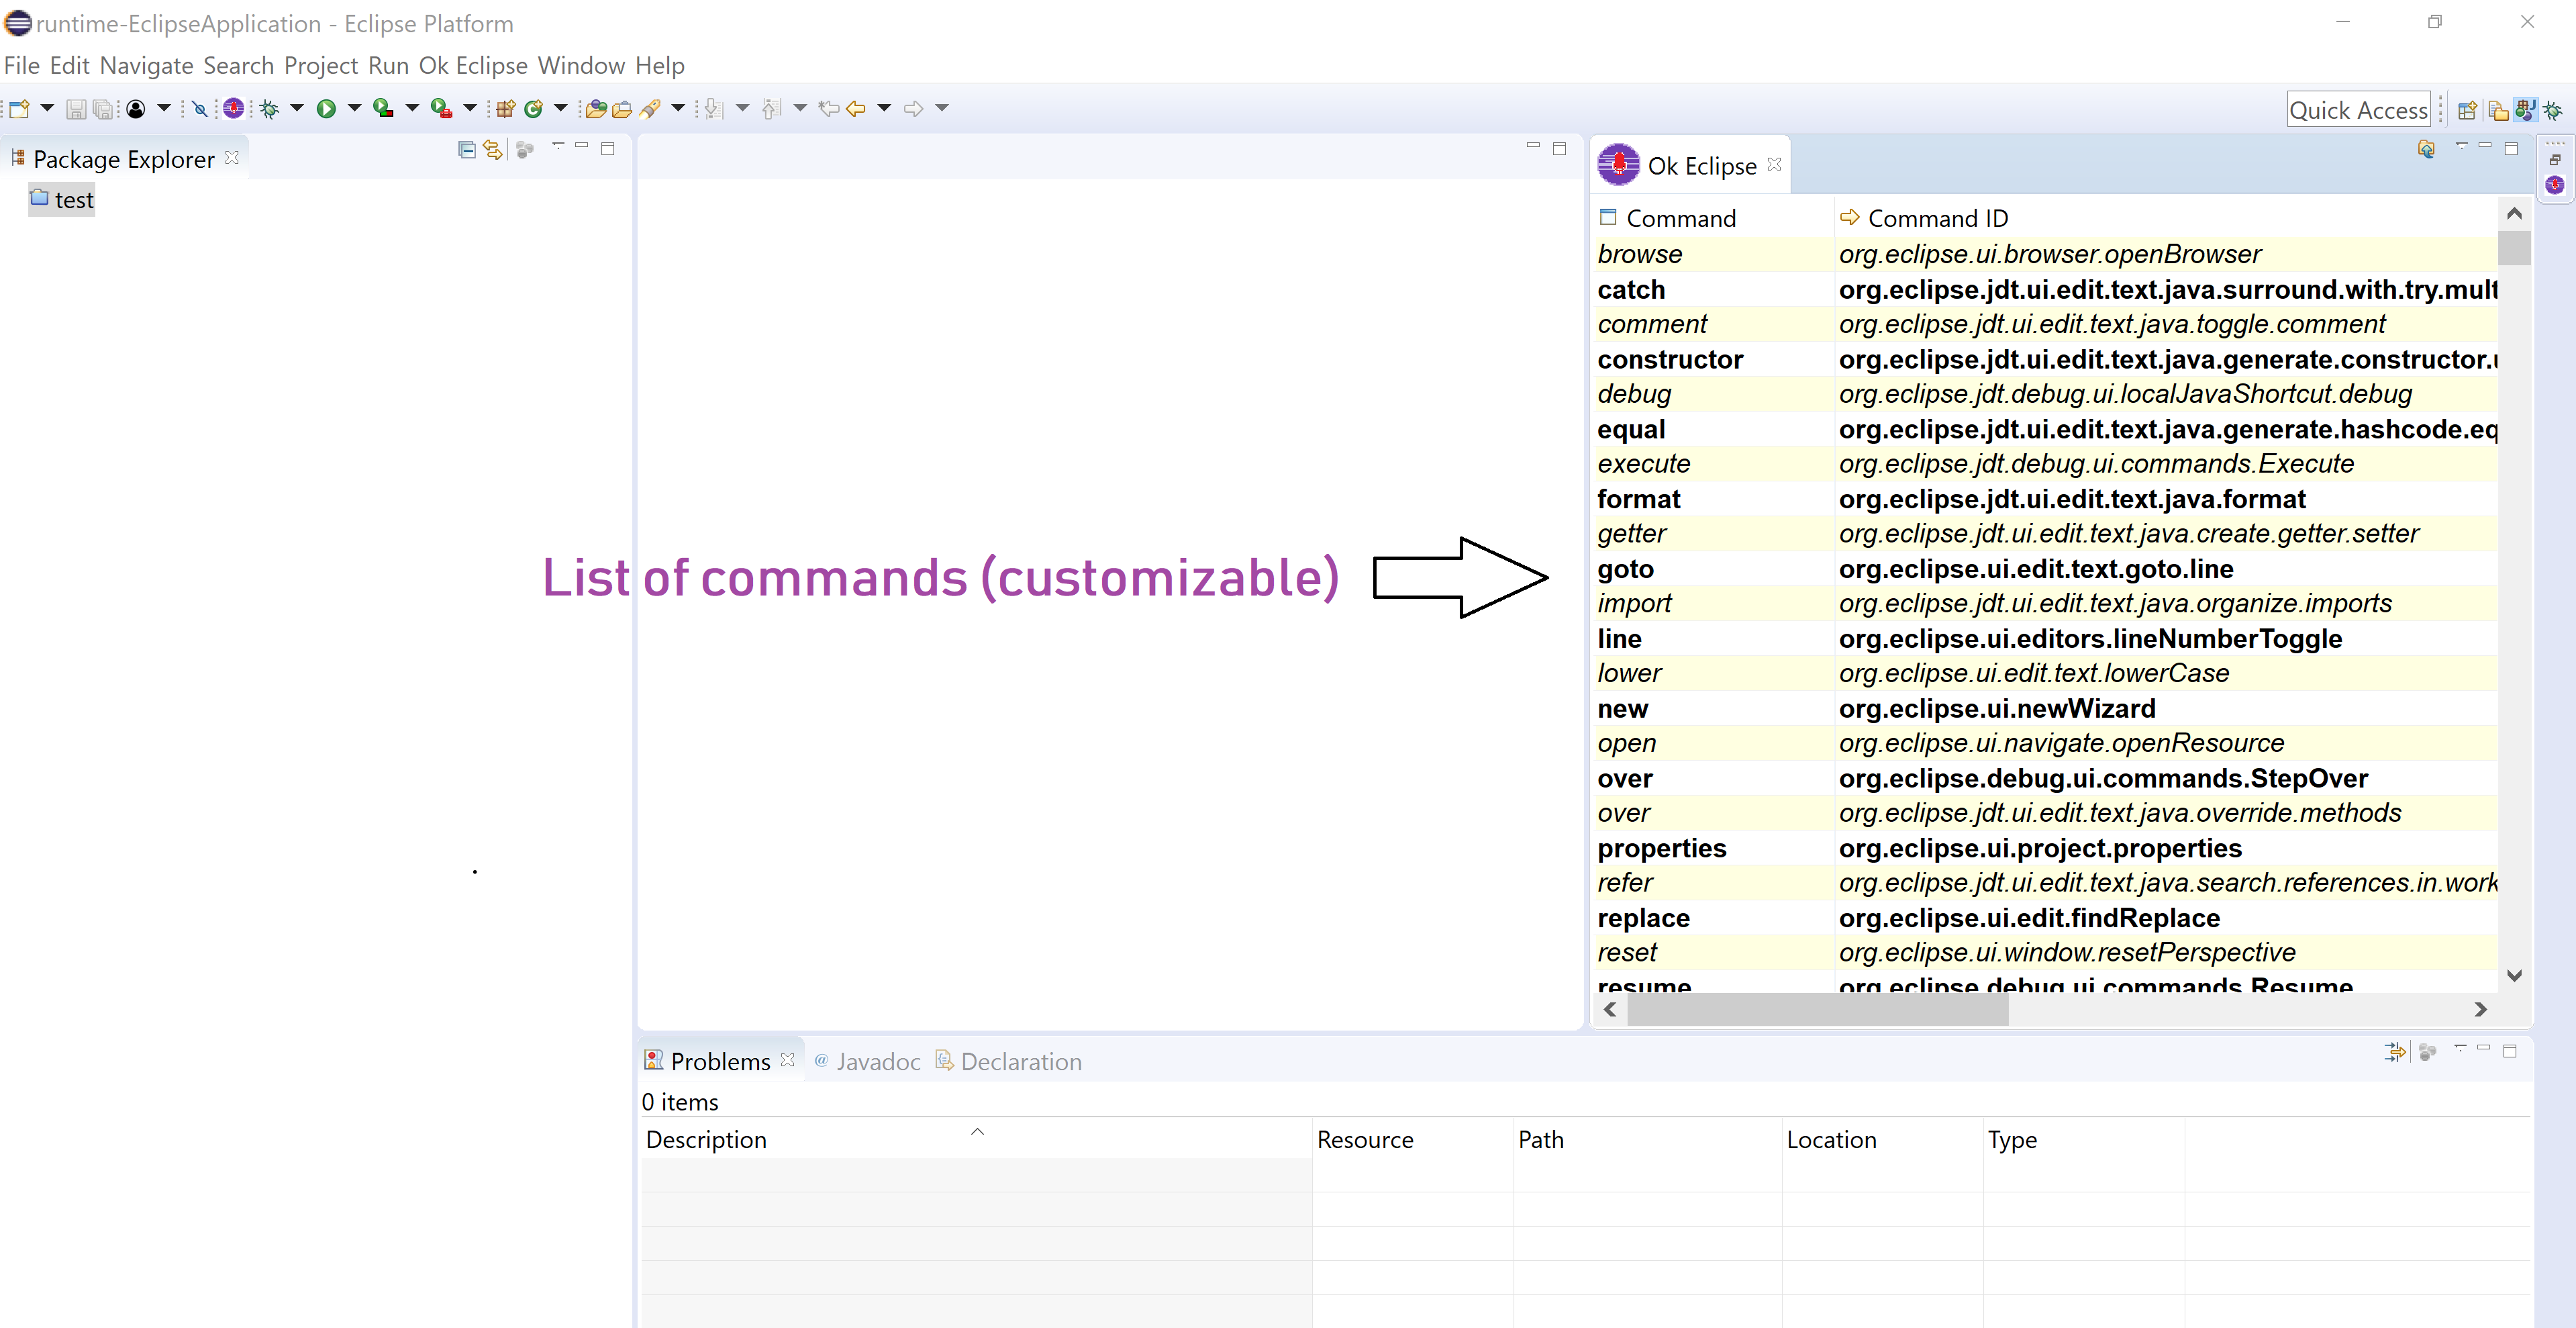 runtime-EclipseApplication - Eclipse Platform
File Edit Navigate Search Project Run Ok Eclipse Window Help
Quick Access
Package Explorer
test
List of commands (customizable)
Ok Eclipse
Command Command ID
browse org.eclipse.ui.browser.openBrowser
catch org.eclipse.jdt.ui.edit.text.java.surround.with.try.mult
comment org.eclipse.jdt.ui.edit.text.java.toggle.comment
constructor org.eclipse.jdt.ui.edit.text.java.generate.constructor.u
debug org.eclipse.jdt.debug.ui.localJavaShortcut.debug
equal org.eclipse.jdt.ui.edit.text.java.generate.hashcode.eq
execute org.eclipse.jdt.debug.ui.commands.Execute
format org.eclipse.jdt.ui.edit.text.java.format
getter org.eclipse.jdt.ui.edit.text.java.create.getter.setter
goto org.eclipse.ui.edit.text.goto.line
import org.eclipse.jdt.ui.edit.text.java.organize.imports
line org.eclipse.ui.editors.lineNumberToggle
lower org.eclipse.ui.edit.text.lowerCase
new org.eclipse.ui.newWizard
open org.eclipse.ui.navigate.openResource
over org.eclipse.debug.ui.commands.StepOver
over org.eclipse.jdt.ui.edit.text.java.override.methods
properties org.eclipse.ui.project.properties
refer org.eclipse.jdt.ui.edit.text.java.search.references.in.work
replace org.eclipse.ui.edit.findReplace
reset org.eclipse.ui.window.resetPerspective
resume org.eclipse.debug.ui.commands.Resume
Problems @ Javadoc Declaration
0 items
Description Resource Path Location Type